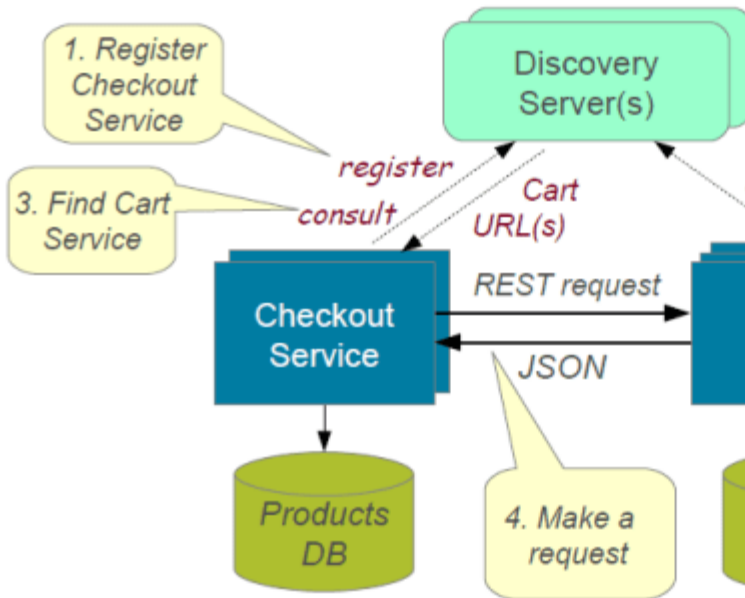 1. Register
Checkout
Service
Discovery
Server(s)
register
3. Find Cart
Service
consult
Cart
URL(s)
Checkout
Service
REST request
JSON
Products
DB
4. Make a
request